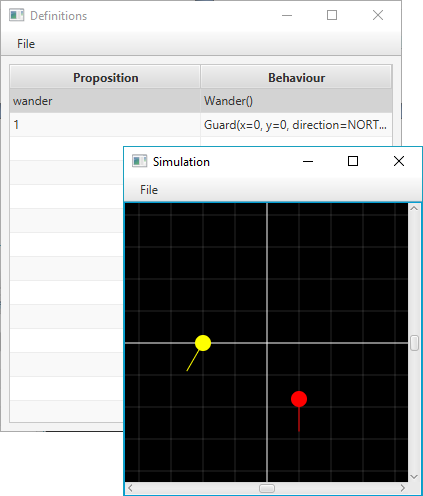 Definitions
File
Proposition Behaviour
wander Wander()
1 Guard(x=0, y=0, direction=NORT...
Simulation
File